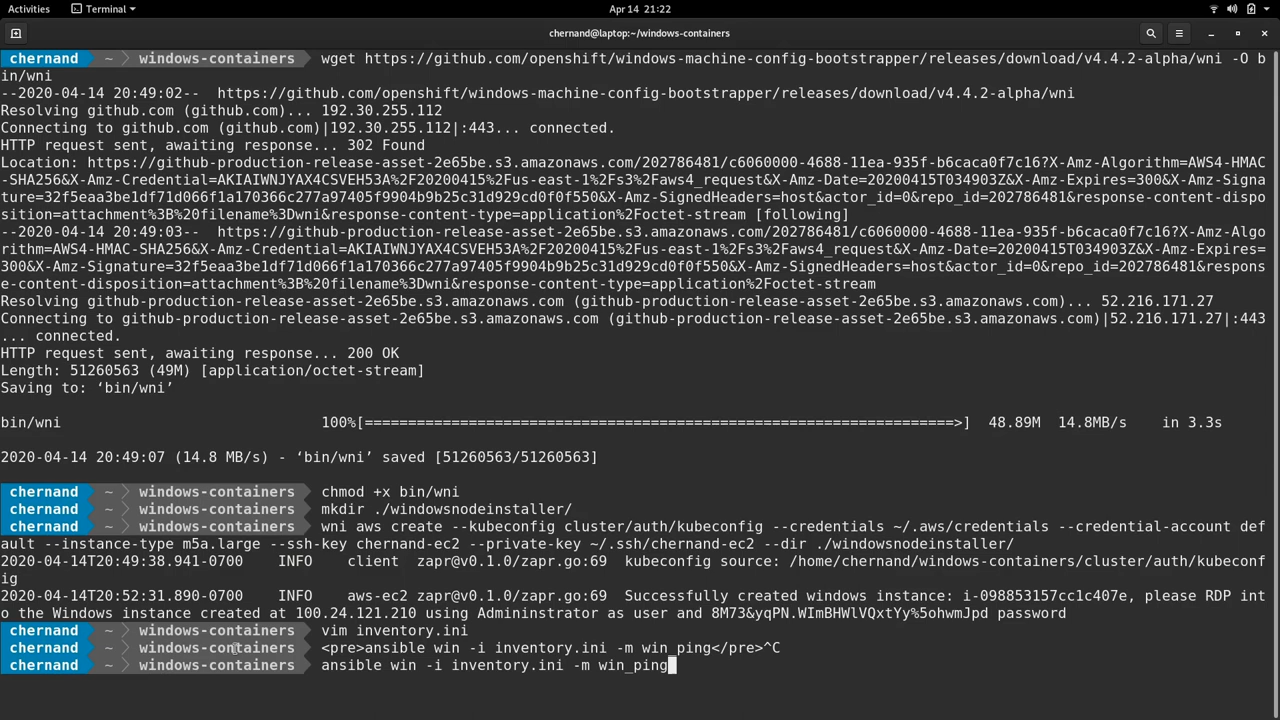 Activities Terminal Apr 14 21:22
chernand@laptop:~/windows-containers
chernand ~ windows-containers wget https://github.com/openshift/windows-machine-config-bootstrapper/releases/download/v4.4.2-alpha/wni -O b
in/wni
--2020-04-14 20:49:02-- https://github.com/openshift/windows-machine-config-bootstrapper/releases/download/v4.4.2-alpha/wni
Resolving github.com (github.com)... 192.30.255.112
Connecting to github.com (github.com)|192.30.255.112|:443... connected.
HTTP request sent, awaiting response... 302 Found
Location: https://github-production-release-asset-2e65be.s3.amazonaws.com/202786481/c6060000-4688-11ea-935f-b6caca0f7c16?X-Amz-Algorithm=AWS4-HMAC
-SHA256&X-Amz-Credential=AKIAIWNJYAX4CSVEH53A%2F20200415%2Fus-east-1%2Fs3%2Faws4_request&X-Amz-Date=20200415T034903Z&X-Amz-Expires=300&X-Amz-Signa
ture=32f5eaa3be1df71d066f1a170366c277a97405f9904b9b25c31d929cd0f0f550&X-Amz-SignedHeaders=host&actor_id=0&repo_id=202786481&response-content-dispo
sition=attachment%3B%20filename%3Dwni&response-content-type=application%2Foctet-stream [following]
--2020-04-14 20:49:03-- https://github-production-release-asset-2e65be.s3.amazonaws.com/202786481/c6060000-4688-11ea-935f-b6caca0f7c16?X-Amz-Algo
rithm=AWS4-HMAC-SHA256&X-Amz-Credential=AKIAIWNJYAX4CSVEH53A%2F20200415%2Fus-east-1%2Fs3%2Faws4_request&X-Amz-Date=20200415T034903Z&X-Amz-Expires=
300&X-Amz-Signature=32f5eaa3be1df71d066f1a170366c277a97405f9904b9b25c31d929cd0f0f550&X-Amz-SignedHeaders=host&actor_id=0&repo_id=202786481&respons
e-content-disposition=attachment%3B%20filename%3Dwni&response-content-type=application%2Foctet-stream
Resolving github-production-release-asset-2e65be.s3.amazonaws.com (github-production-release-asset-2e65be.s3.amazonaws.com)... 52.216.171.27
Connecting to github-production-release-asset-2e65be.s3.amazonaws.com (github-production-release-asset-2e65be.s3.amazonaws.com)|52.216.171.27|:443
... connected.
HTTP request sent, awaiting response... 200 OK
Length: 51260563 (49M) [application/octet-stream]
Saving to: ‘bin/wni’
bin/wni 100%[===================================================================>] 48.89M 14.8MB/s in 3.3s
2020-04-14 20:49:07 (14.8 MB/s) - ‘bin/wni’ saved [51260563/51260563]
chernand ~ windows-containers chmod +x bin/wni
chernand ~ windows-containers mkdir ./windowsnodeinstaller/
chernand ~ windows-containers wni aws create --kubeconfig cluster/auth/kubeconfig --credentials ~/.aws/credentials --credential-account def
ault --instance-type m5a.large --ssh-key chernand-ec2 --private-key ~/.ssh/chernand-ec2 --dir ./windowsnodeinstaller/
2020-04-14T20:49:38.941-0700 INFO client zapr@v0.1.0/zapr.go:69 kubeconfig source: /home/chernand/windows-containers/cluster/auth/kubeconf
ig
2020-04-14T20:52:31.890-0700 INFO aws-ec2 zapr@v0.1.0/zapr.go:69 Successfully created windows instance: i-098853157cc1c407e, please RDP int
o the Windows instance created at 100.24.121.210 using Admininstrator as user and 8M73&yqPN.WImBHWlVQxtYy%5ohwmJpd password
chernand ~ windows-containers vim inventory.ini
chernand ~ windows-containers <pre>ansible win -i inventory.ini -m win_ping</pre>^C
chernand ~ windows-containers ansible win -i inventory.ini -m win_ping